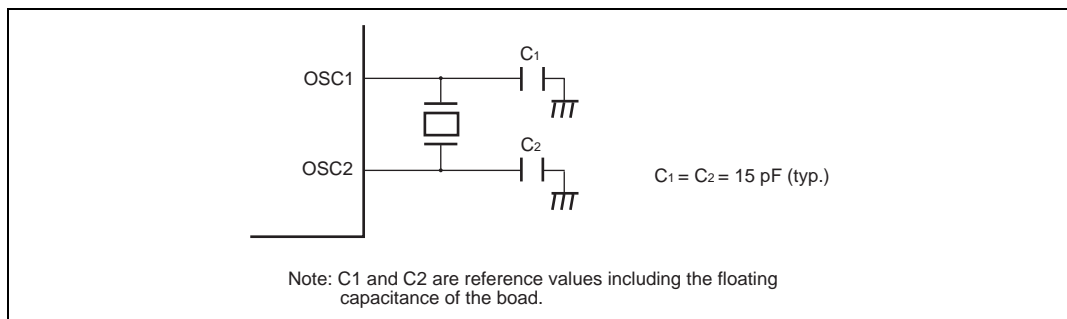 C1
OSC1
C2
OSC2
C1 = C2 = 15 pF (typ.)
Note: C1 and C2 are reference values including the floating
capacitance of the boad.